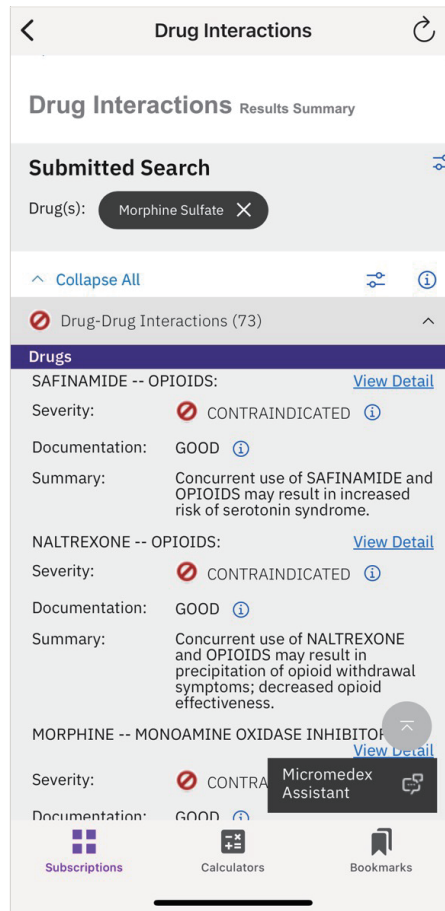 Drug Interactions
Drug Interactions Results Summary
Submitted Search
Drug(s): Morphine Sulfate
Collapse All
Drug-Drug Interactions (73)
Drugs
SAFINAMIDE -- OPIOIDS: View Detail
Severity: CONTRAINDICATED
Documentation: GOOD
Summary: Concurrent use of SAFINAMIDE and
OPIOIDS may result in increased
risk of serotonin syndrome.
NALTREXONE -- OPIOIDS: View Detail
Severity: CONTRAINDICATED
Documentation: GOOD
Summary: Concurrent use of NALTREXONE
and OPIOIDS may result in
precipitation of opioid withdrawal
symptoms; decreased opioid
effectiveness.
MORPHINE -- MONOAMINE OXIDASE INHIBITOR
View Detail
Severity: CONTRA
Micromedex
Assistant
Documentation: GOOD
Subscriptions Calculators Bookmarks